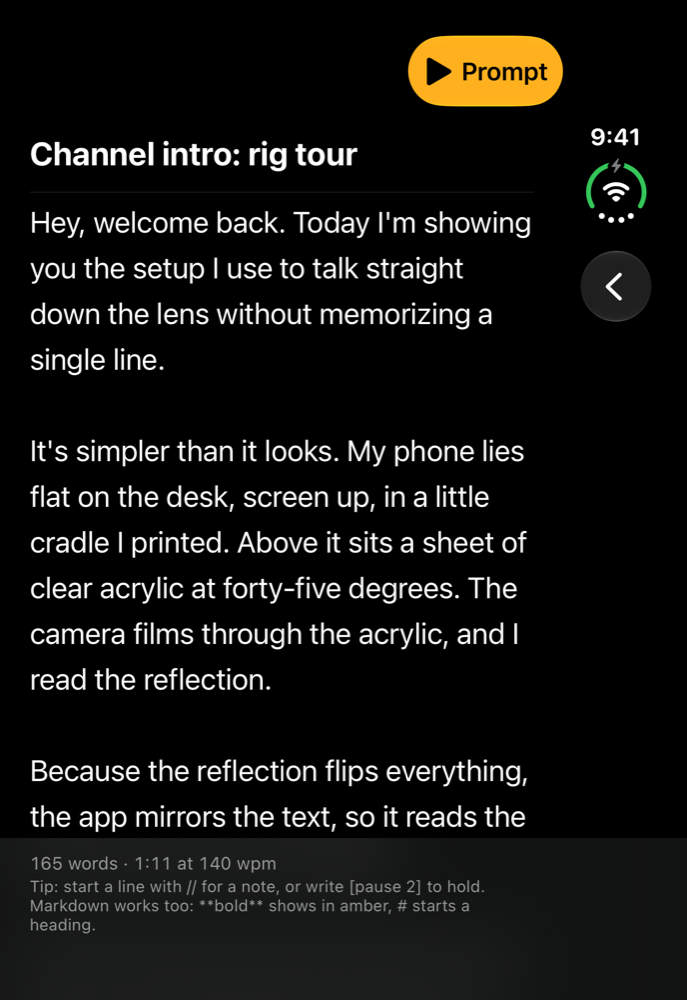 Prompt
9:41
Channel intro: rig tour
Hey, welcome back. Today I'm showing
you the setup I use to talk straight
down the lens without memorizing a
single line.
It's simpler than it looks. My phone lies
flat on the desk, screen up, in a little
cradle I printed. Above it sits a sheet of
clear acrylic at forty-five degrees. The
camera films through the acrylic, and I
read the reflection.
Because the reflection flips everything,
the app mirrors the text, so it reads the
165 words · 1:11 at 140 wpm
Tip: start a line with // for a note, or write [pause 2] to hold.
Markdown works too: **bold** shows in amber, # starts a
heading.